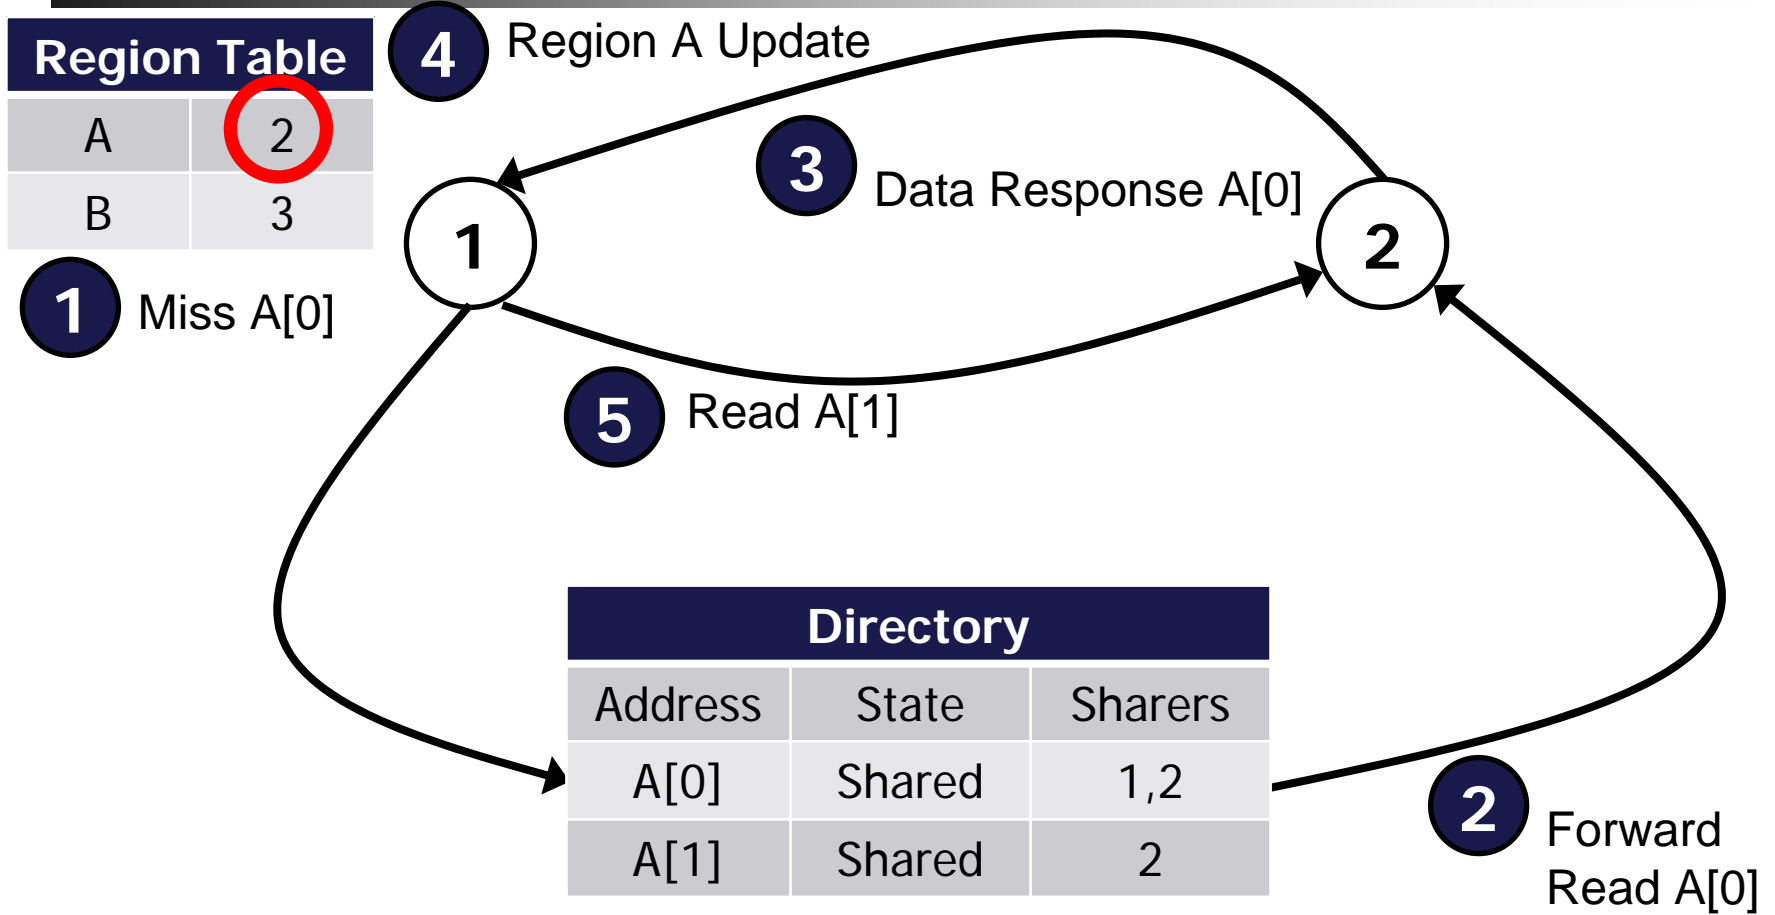 Region Table
A 2
B 3
4 Region A Update
3 Data Response A[0]
1
2
1 Miss A[0]
5 Read A[1]
Directory
Address State Sharers
A[0] Shared 1,2
A[1] Shared 2
2 Forward
Read A[0]